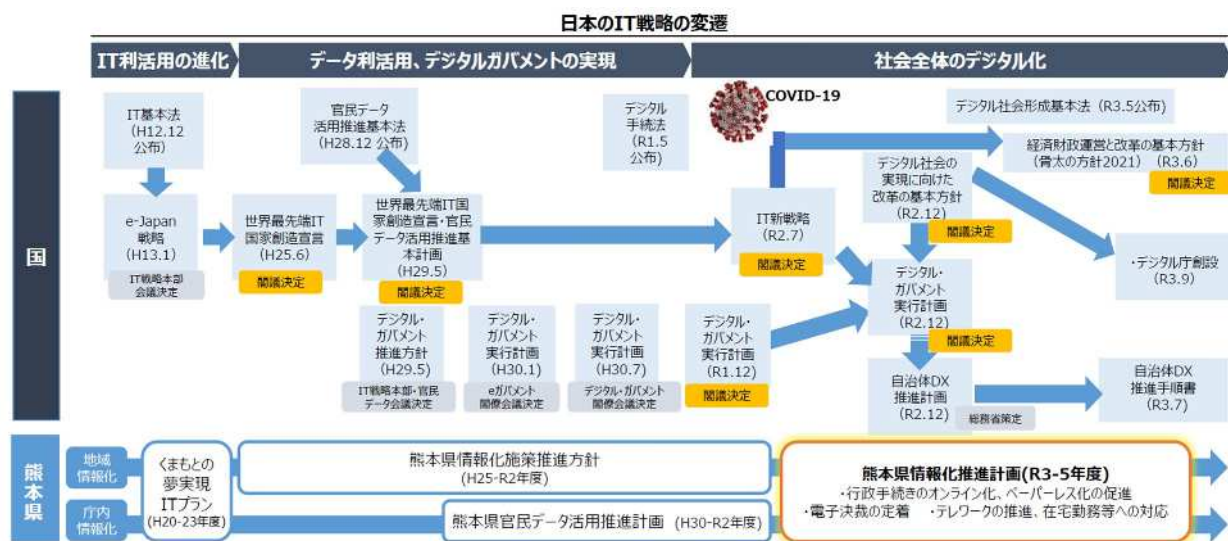 日本のIT戦略の変遷
IT利活用の進化
データ利活用、デジタルガバメントの実現
社会全体のデジタル化
国
IT基本法
(H12.12
公布)
e-Japan
戦略
(H13.1)
IT戦略本部
会議決定
世界最先端IT
国家創造宣言
(H25.6)
閣議決定
官民データ
活用推進基本法
(H28.12 公布)
世界最先端IT国
家創造宣言・官民
データ活用推進基
本計画
(H29.5)
閣議決定
デジタル・
ガバメント
推進方針
(H29.5)
IT戦略本部・官民
データ会議決定
デジタル・
ガバメント
実行計画
(H30.1)
eガバメント
閣僚会議決定
デジタル・
ガバメント
実行計画
(H30.7)
デジタル・ガバメント
閣僚会議決定
デジタル
手続法
(R1.5
公布)
デジタル・
ガバメント
実行計画
(R1.12)
閣議決定
COVID-19
IT新戦略
(R2.7)
閣議決定
デジタル社会の
実現に向けた
改革の基本方針
(R2.12)
閣議決定
デジタル・
ガバメント
実行計画
(R2.12)
閣議決定
自治体DX
推進計画
(R2.12)
総務省策定
デジタル社会形成基本法(R3.5公布)
経済財政運営と改革の基本方針
(骨太の方針2021) (R3.6)
閣議決定
・デジタル庁創設
(R3.9)
自治体DX
推進手順書
(R3.7)
熊本県
地域
情報化
庁内
情報化
くまもとの
夢実現
ITプラン
(H20-23年度)
熊本県情報化施策推進方針
(H25-R2年度)
熊本県官民データ活用推進計画 (H30-R2年度)
熊本県情報化推進計画(R3-5年度)
・行政手続きのオンライン化、ペーパーレス化の促進
・電子決裁の定着 ・テレワークの推進、在宅勤務等への対応